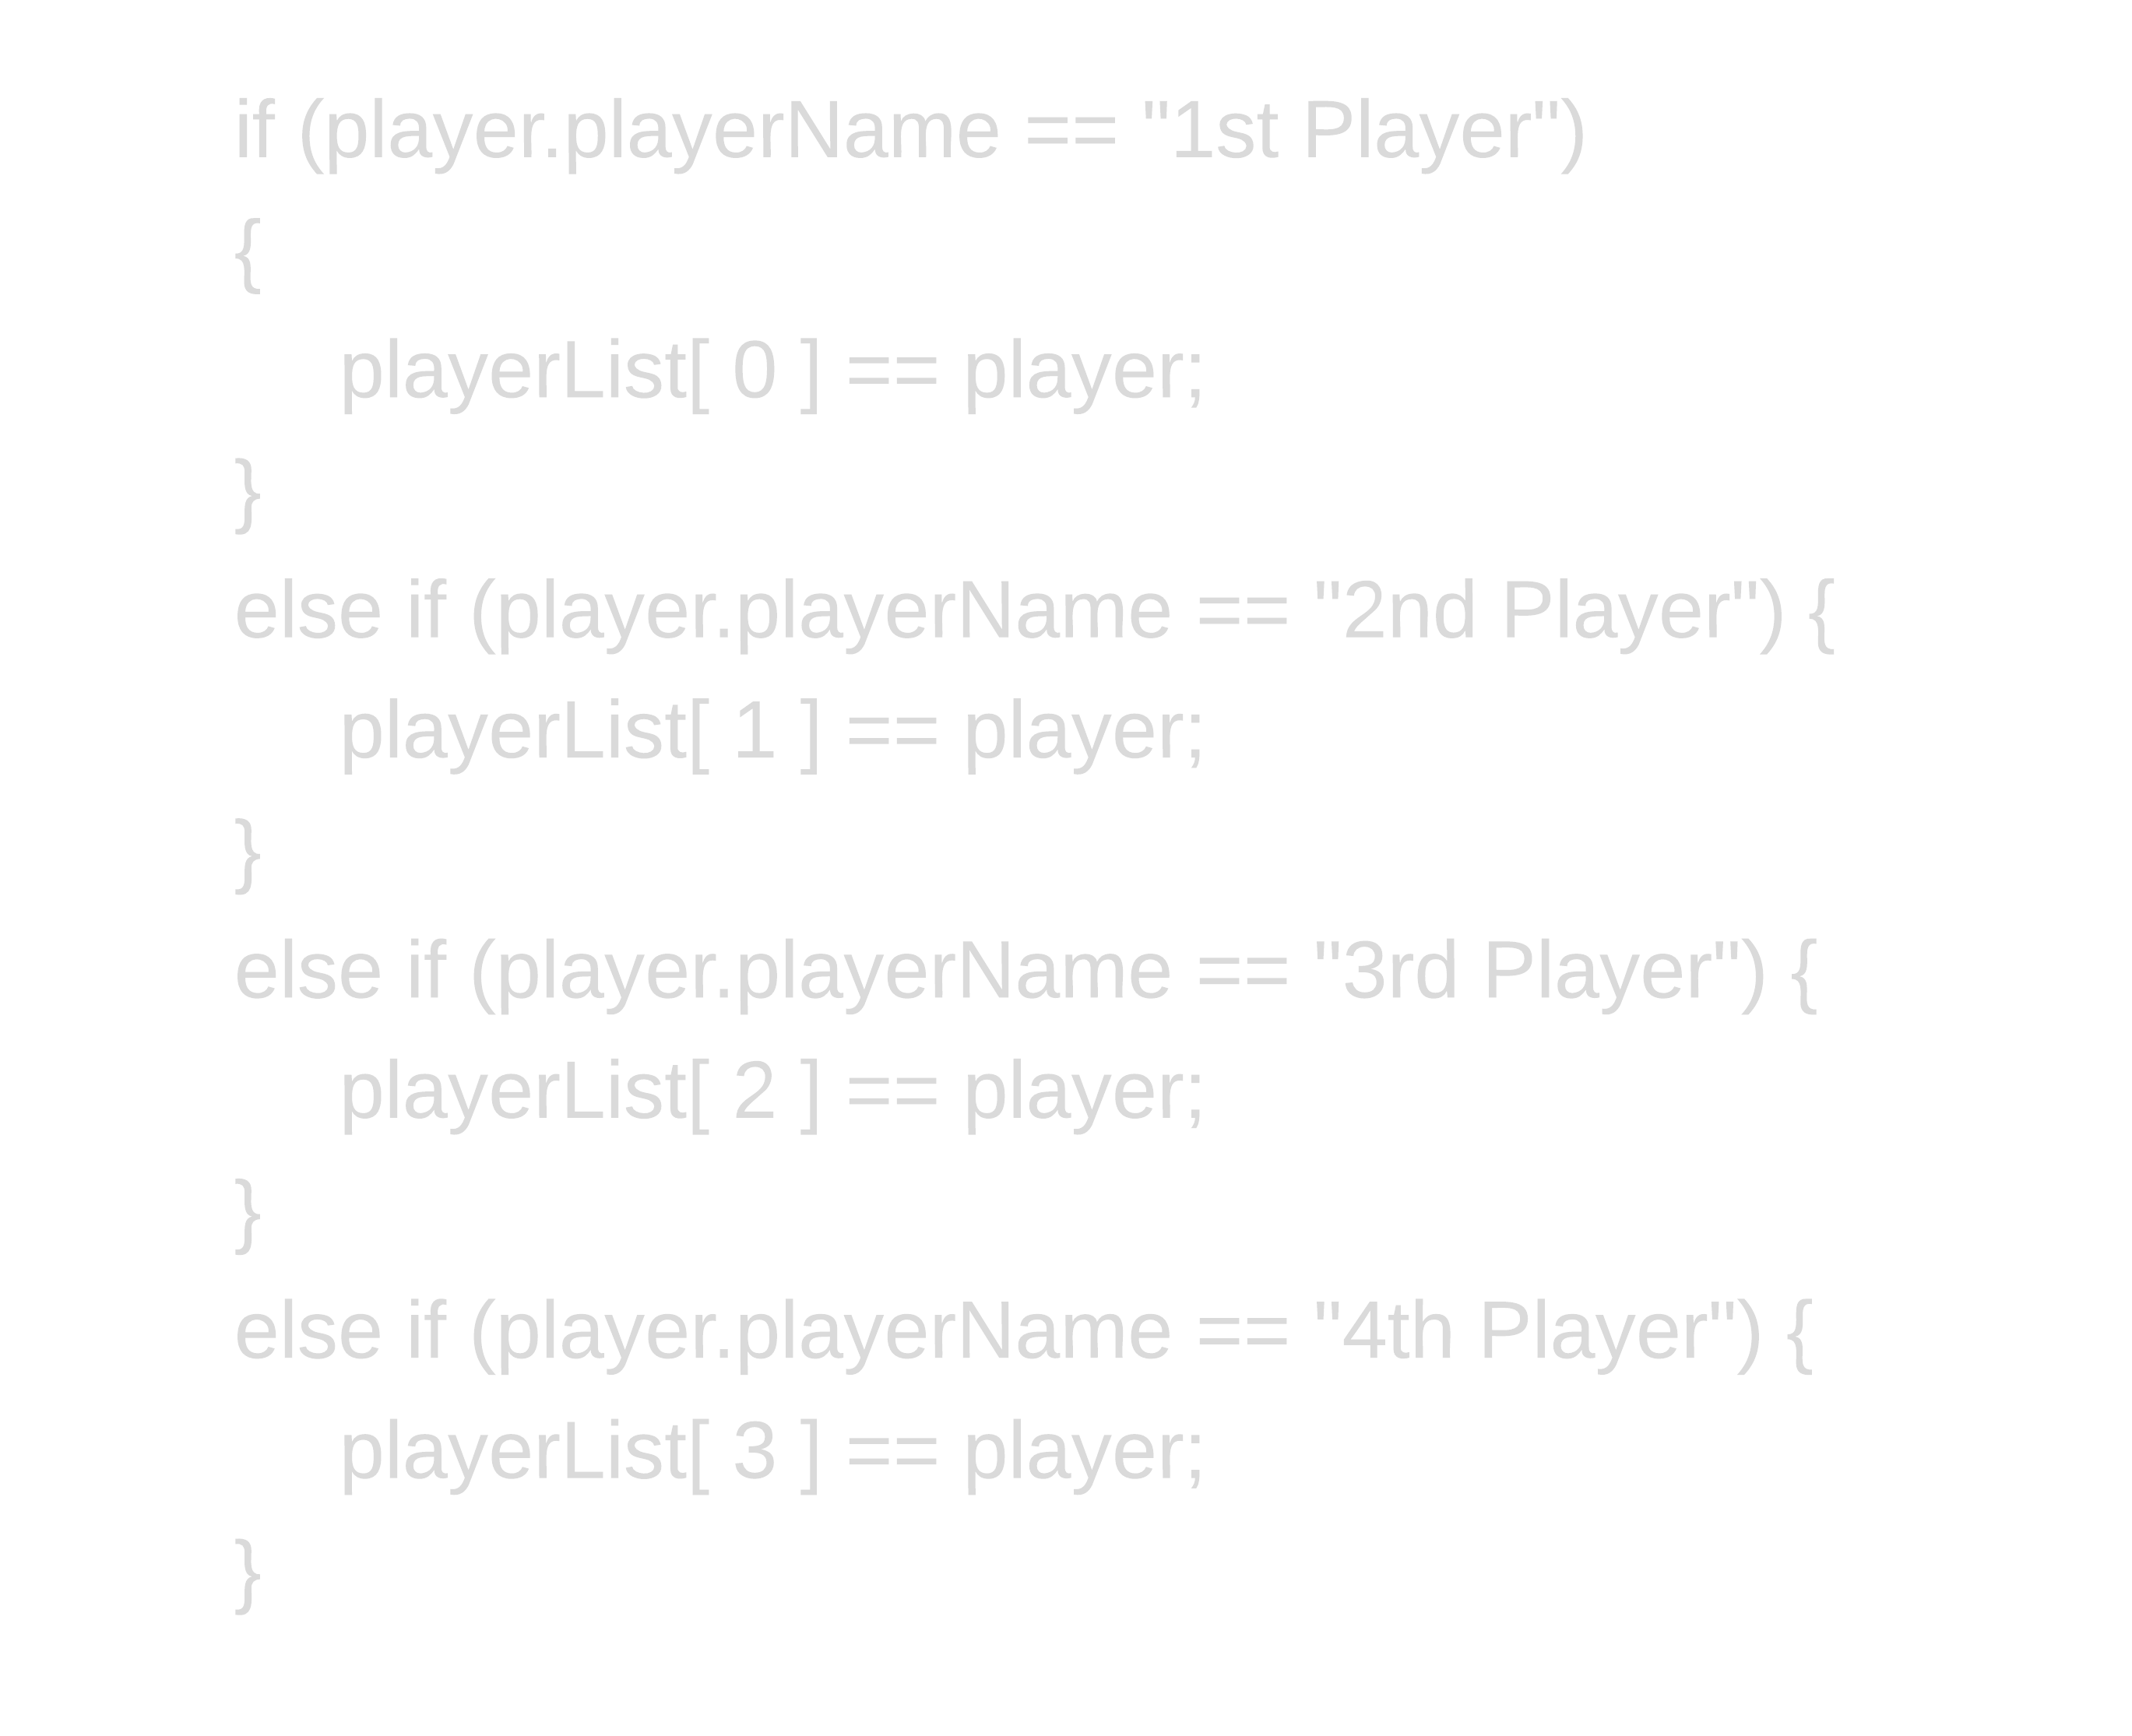 if (player.playerName == "1st Player")
{
playerList[ 0 ] == player;
}
else if (player.playerName == "2nd Player") {
playerList[ 1 ] == player;
}
else if (player.playerName == "3rd Player") {
playerList[ 2 ] == player;
}
else if (player.playerName == "4th Player") {
playerList[ 3 ] == player;
}